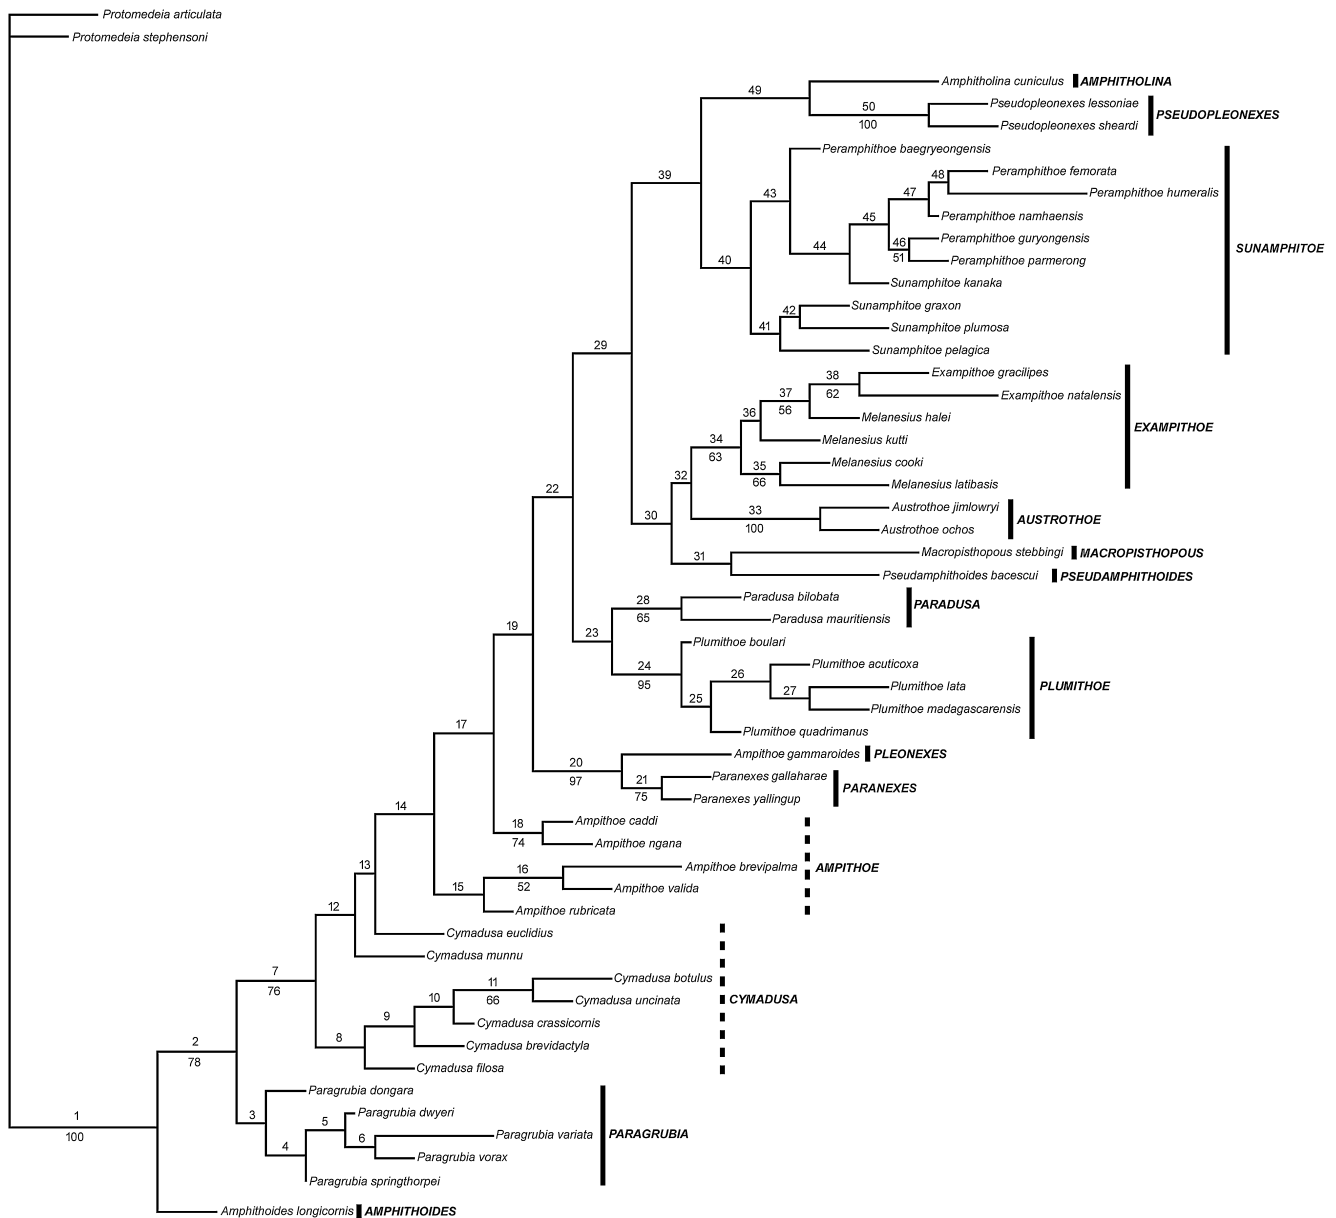 Protomedeia articulata
Protomedeia stephensoni
49
Amphitholina cuniculus AMPHITHOLINA
50
100
Pseudopleonexes lessoniae
Pseudopleonexes sheardi
PSEUDOPLEONEXES
39
Peramphithoe baegryeongensis
43
48
Peramphithoe femorata
47
Peramphithoe humeralis
45
Peramphithoe namhaensis
46
51
Peramphithoe guryongensis
44
Peramphithoe parmerong
SUNAMPHITOE
40
Sunamphitoe kanaka
42
Sunamphitoe graxon
41
Sunamphitoe plumosa
Sunamphitoe pelagica
29
38
62
Exampithoe gracilipes
37
56
Exampithoe natalensis
36
Melanesius halei
EXAMPITHOE
34
63
Melanesius kutti
35
66
Melanesius cooki
32
Melanesius latibasis
22
33
100
Austrothoe jimlowryi
30
Austrothoe ochos
AUSTROTHOE
31
Macropisthopous stebbingi MACROPISTHOPOUS
Pseudamphithoides bacescui PSEUDAMPHITHOIDES
28
65
Paradusa bilobata
PARADUSA
Paradusa mauritiensis
19
23
24
95
Plumithoe boulari
26
Plumithoe acuticoxa
27
Plumithoe lata
PLUMITHOE
25
Plumithoe madagascarensis
17
Plumithoe quadrimanus
20
97
Ampithoe gammaroides PLEONEXES
21
75
Paranexes gallaharae
PARANEXES
Paranexes yallingup
14
18
74
Ampithoe caddi
Ampithoe ngana
13
16
52
Ampithoe brevipalma
AMPITHOE
15
Ampithoe valida
Ampithoe rubricata
12
Cymadusa euclidius
Cymadusa munnu
7
76
11
66
Cymadusa botulus
10
Cymadusa uncinata
CYMADUSA
9
Cymadusa crassicornis
8
Cymadusa brevidactyla
2
78
Cymadusa filosa
3
Paragrubia dongara
5
Paragrubia dwyeri
1
100
6
Paragrubia variata
PARAGRUBIA
4
Paragrubia vorax
Paragrubia springthorpei
Amphithoides longicornis AMPHITHOIDES